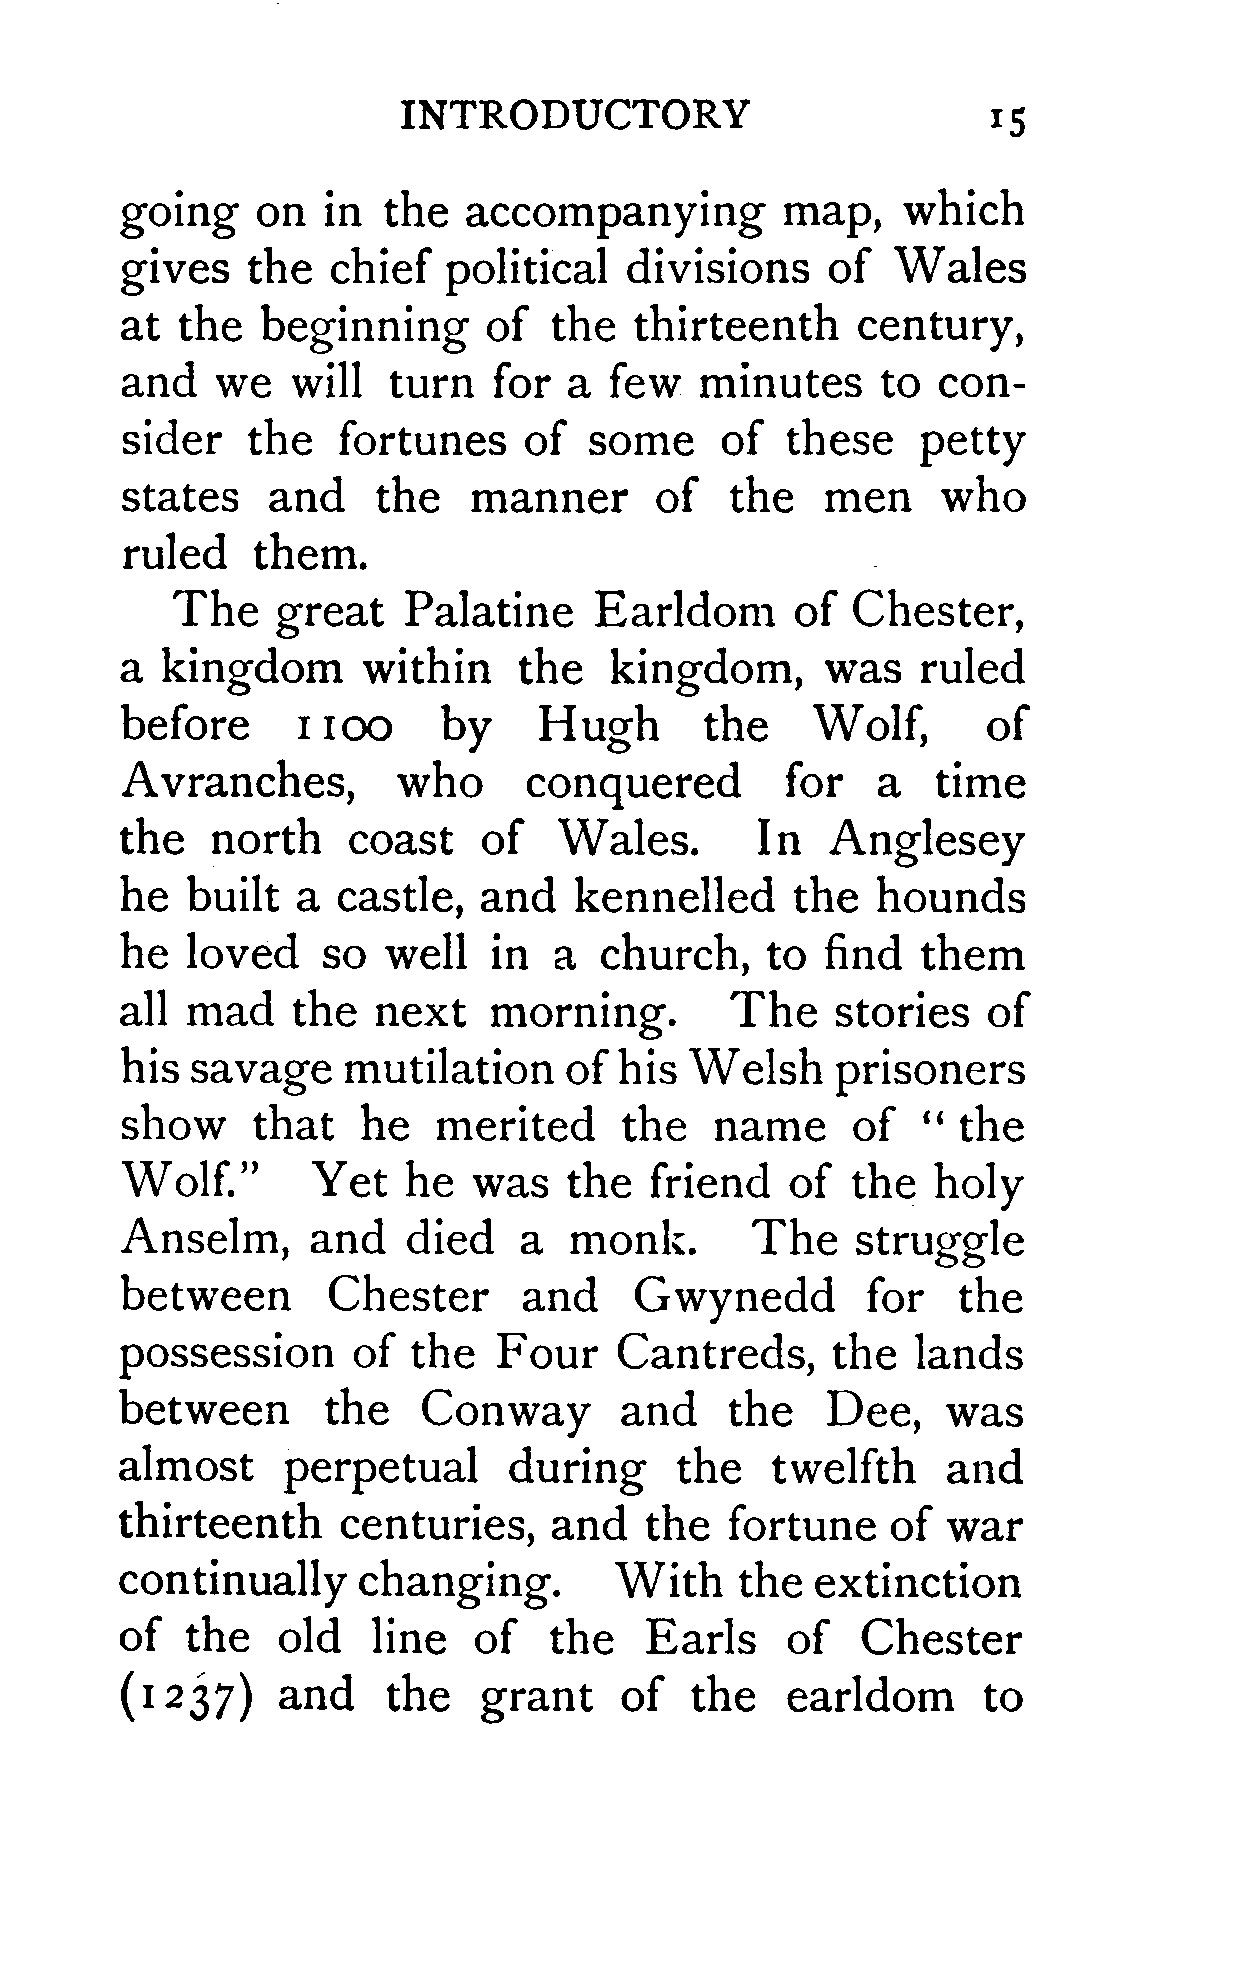 INTRODUCTORY 15
going on in the accompanying map, which
gives the chief political divisions of Wales
at the beginning of the thirteenth century,
and we will turn for a few minutes to con-
sider the fortunes of some of these petty
states and the manner of the men who
ruled them.
The great Palatine Earldom of Chester,
a kingdom within the kingdom, was ruled
before 1100 by Hugh the Wolf, of
Avranches, who conquered for a time
the north coast of Wales. In Anglesey
he built a castle, and kennelled the hounds
he loved so well in a church, to find them
all mad the next morning. The stories of
his savage mutilation of his Welsh prisoners
show that he merited the name of "the
Wolf." Yet he was the friend of the holy
Anselm, and died a monk. The struggle
between Chester and Gwynedd for the
possession of the Four Cantreds, the lands
between the Conway and the Dee, was
almost perpetual during the twelfth and
thirteenth centuries, and the fortune of war
continually changing. With the extinction
of the old line of the Earls of Chester
(1237) and the grant of the earldom to